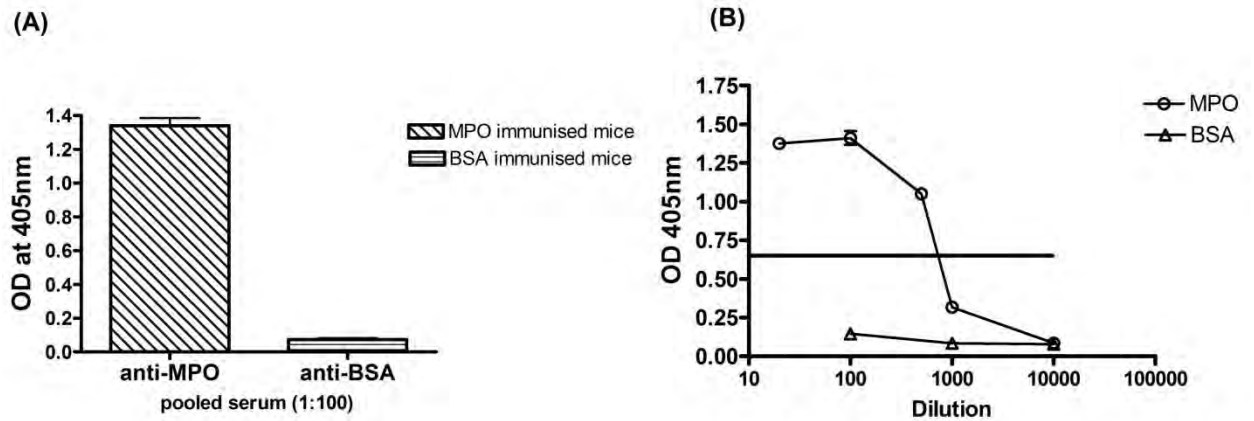 (A)
OD at 405nm
1.4
1.2
1.0
0.8
0.6
0.4
0.2
0.0
anti-MPO anti-BSA
pooled serum (1:100)
MPO immunised mice
BSA immunised mice
(B)
OD 405nm
1.75
1.50
1.25
1.00
0.75
0.50
0.25
0.00
10 100 1000 10000 100000
Dilution
MPO
BSA